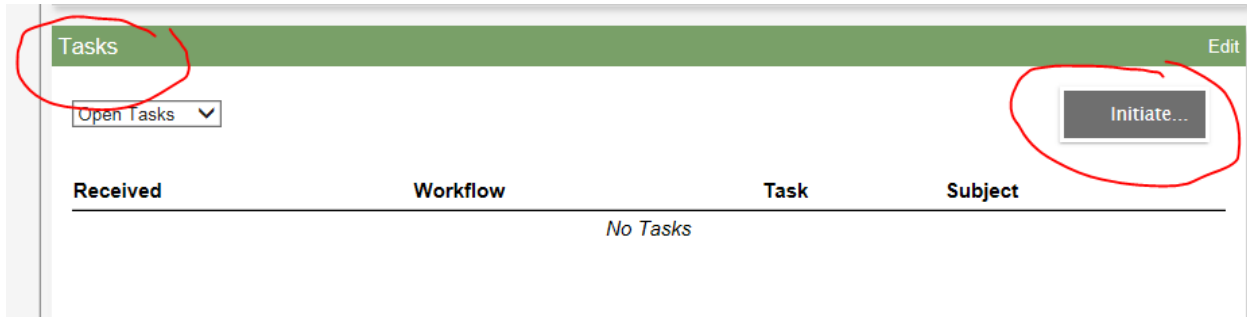 Tasks Edit
Open Tasks Initiate...
Received Workflow Task Subject
No Tasks